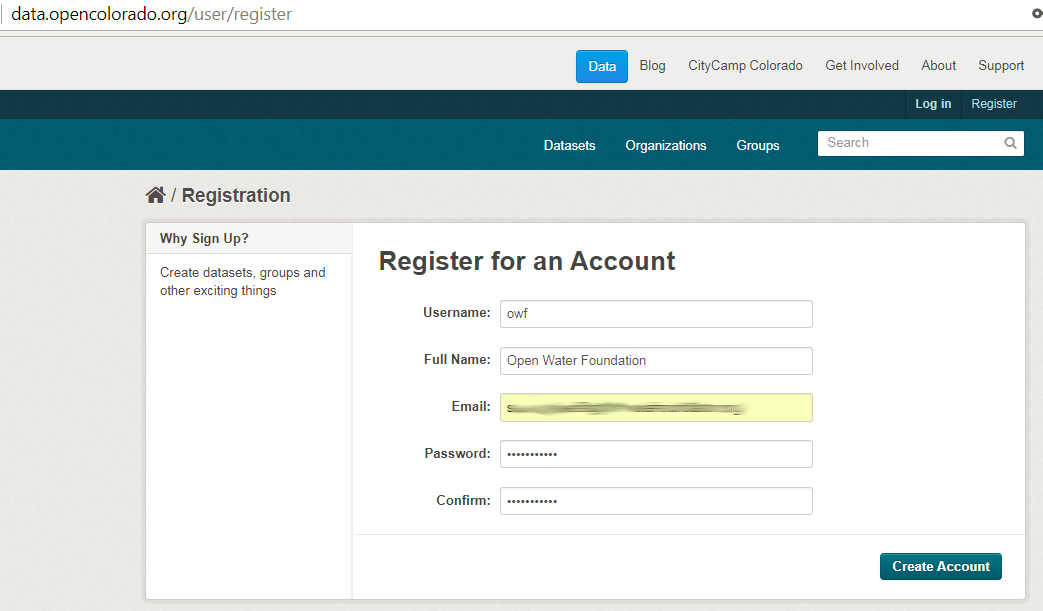 data.opencolorado.org/user/register
Data Blog CityCamp Colorado Get Involved About Support
Log in Register
Datasets Organizations Groups Search
/ Registration
Why Sign Up?
Create datasets, groups and
other exciting things
Register for an Account
Username: owf
Full Name: Open Water Foundation
Email:
Password: •••••••••••
Confirm: •••••••••••
Create Account